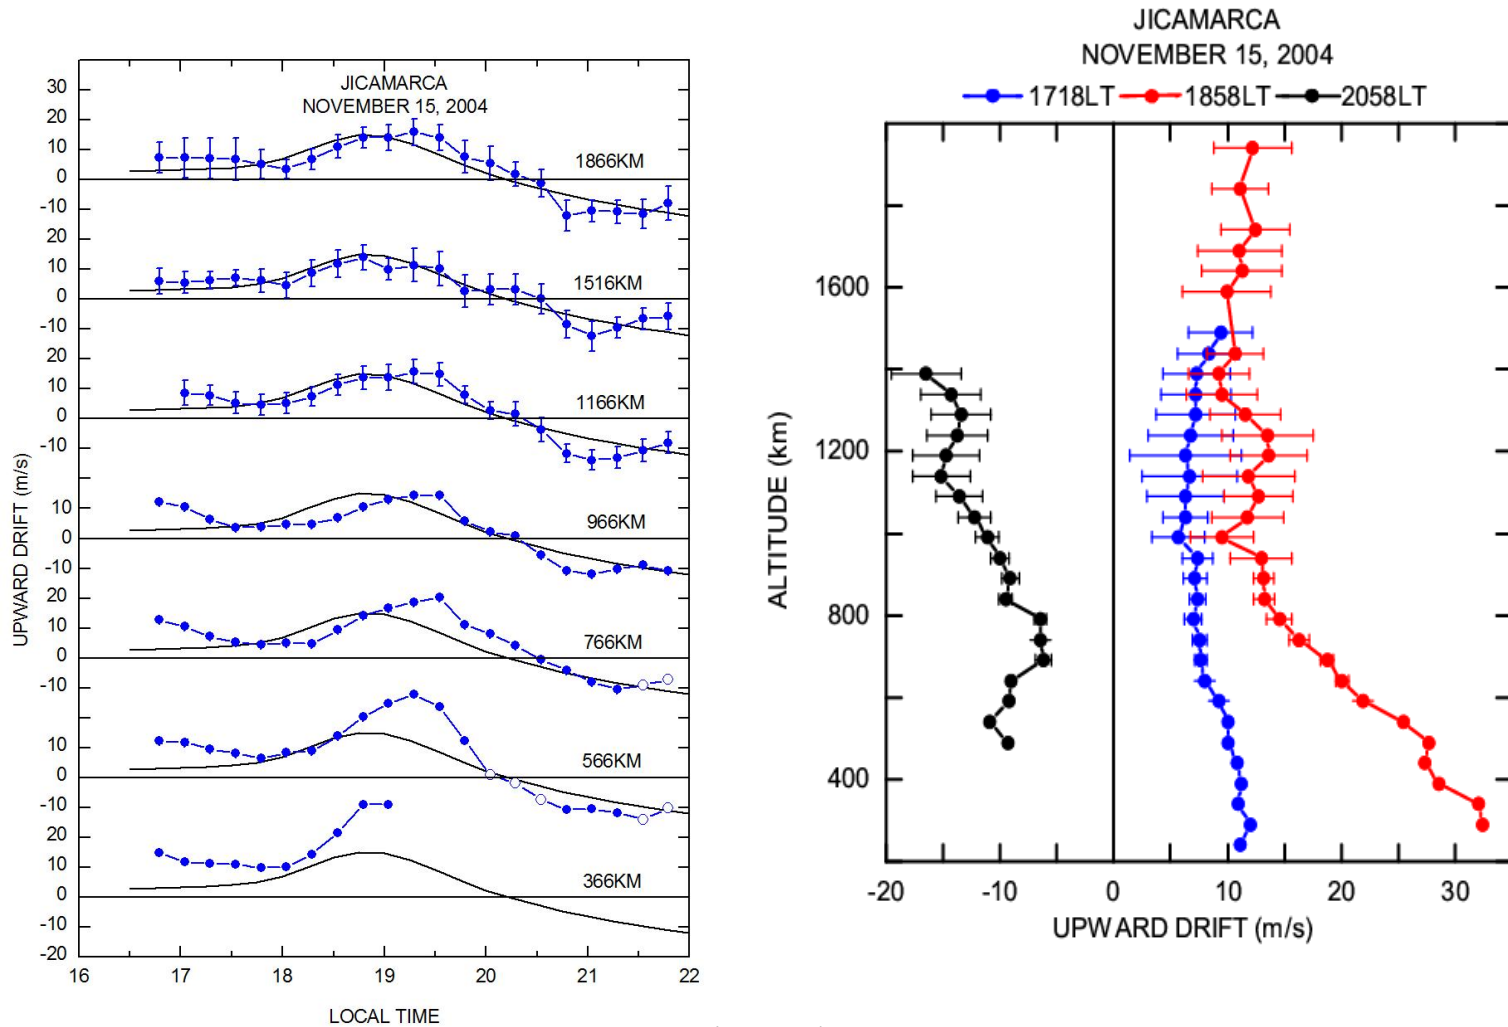 JICAMARCA
NOVEMBER 15, 2004
30
20
10
0
-10
1866KM
20
10
0
-10
1516KM
20
10
0
-10
1166KM
10
0
-10
966KM
20
10
0
-10
766KM
10
0
-10
566KM
20
10
0
-10
-20
366KM
16 17 18 19 20 21 22
UPWARD DRIFT (m/s)
LOCAL TIME
JICAMARCA
NOVEMBER 15, 2004
1718LT 1858LT 2058LT
1600
1200
800
400
ALTITUDE (km)
-20 -10 0 10 20 30
UPWARD DRIFT (m/s)